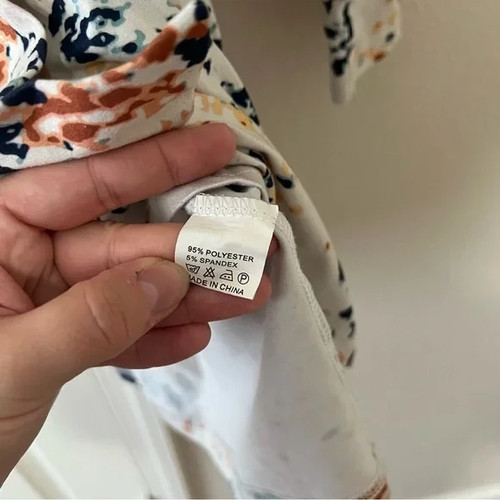 95% POLYESTER
5% SPANDEX
P
MADE IN CHINA